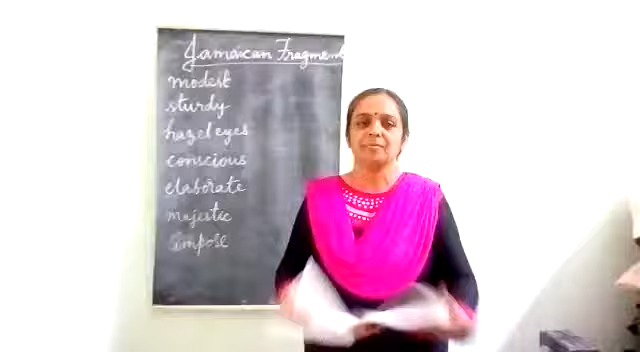 Jamaican Fragment
modest
sturdy
hazel eyes
conscious
elaborate
majestic
impose